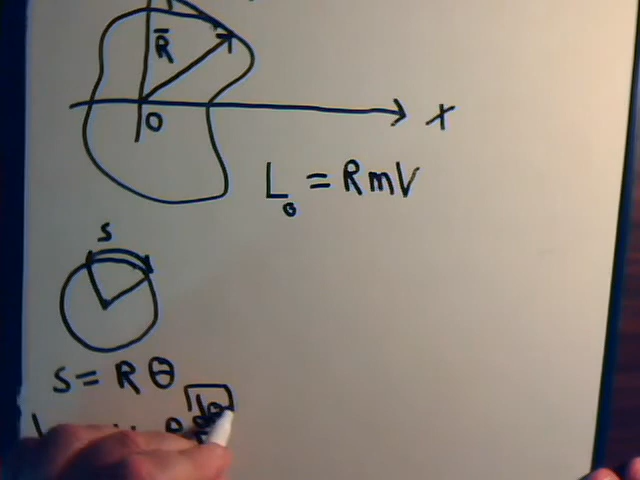 R̄
O
X
L₀ = RmV
S
S = Rθ